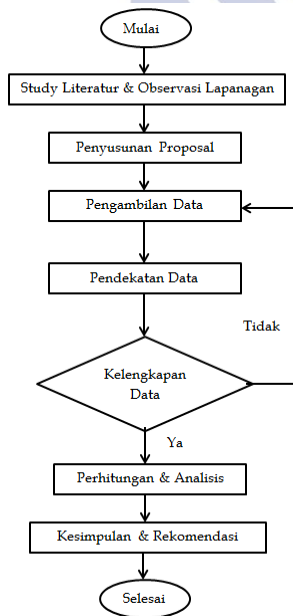 Mulai
Study Literatur & Observasi Lapanagan
Penyusunan Proposal
Pengambilan Data
Pendekatan Data
Tidak
Kelengkapan
Data
Ya
Perhitungan & Analisis
Kesimpulan & Rekomendasi
Selesai